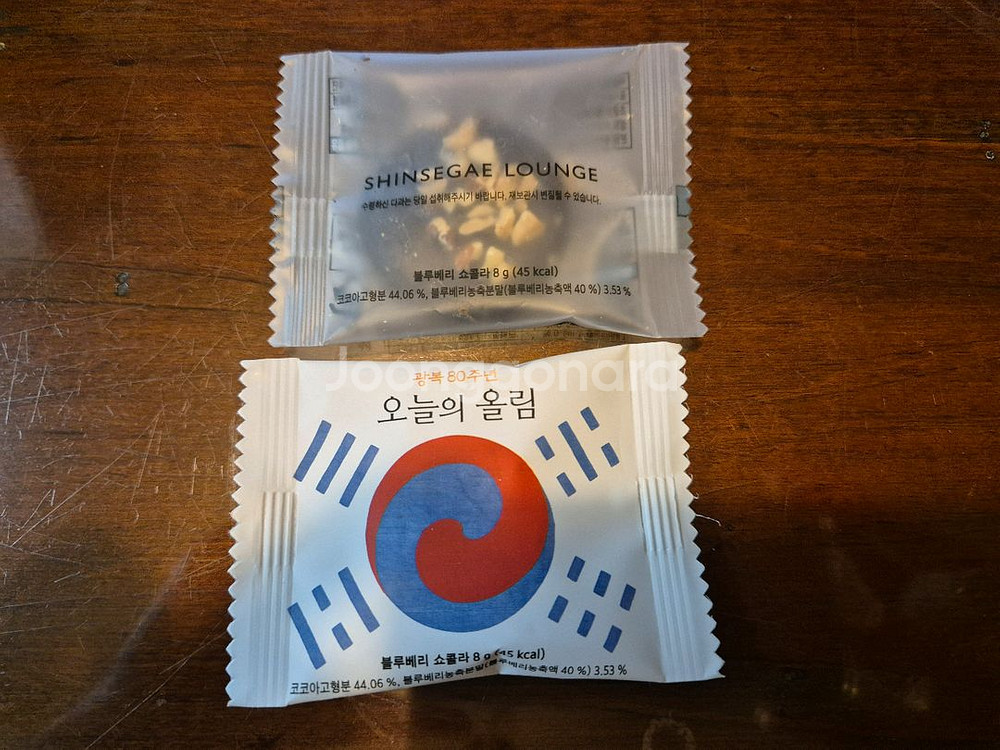 SHINSEGAE LOUNGE
수령하신 다과는 당일 섭취해주시기 바랍니다. 재보관시 변질될 수 있습니다.
블루베리 쇼콜라 8 g (45 kcal)
코코아고형분 44.06 %, 블루베리농축분말(블루베리농축액 40 %) 3.53 %
Joonggonara
광복 80주년
오늘의 올림
블루베리 쇼콜라 8 g (45 kcal)
코코아고형분 44.06 %, 블루베리농축분말(블루베리농축액 40 %) 3.53 %